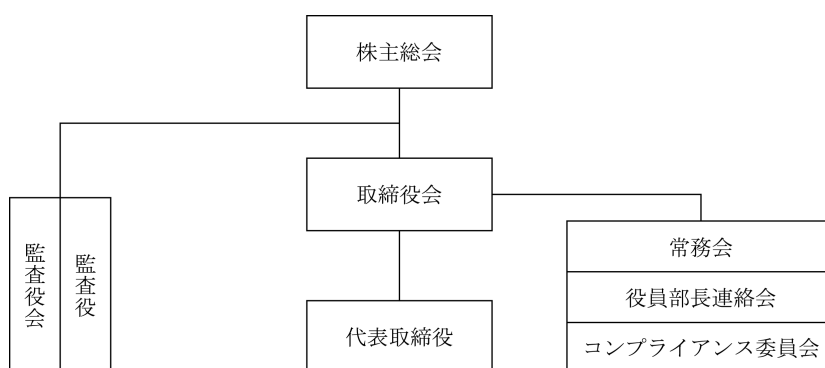 株主総会
取締役会
監査役会
監査役
常務会
役員部長連絡会
代表取締役
コンプライアンス委員会